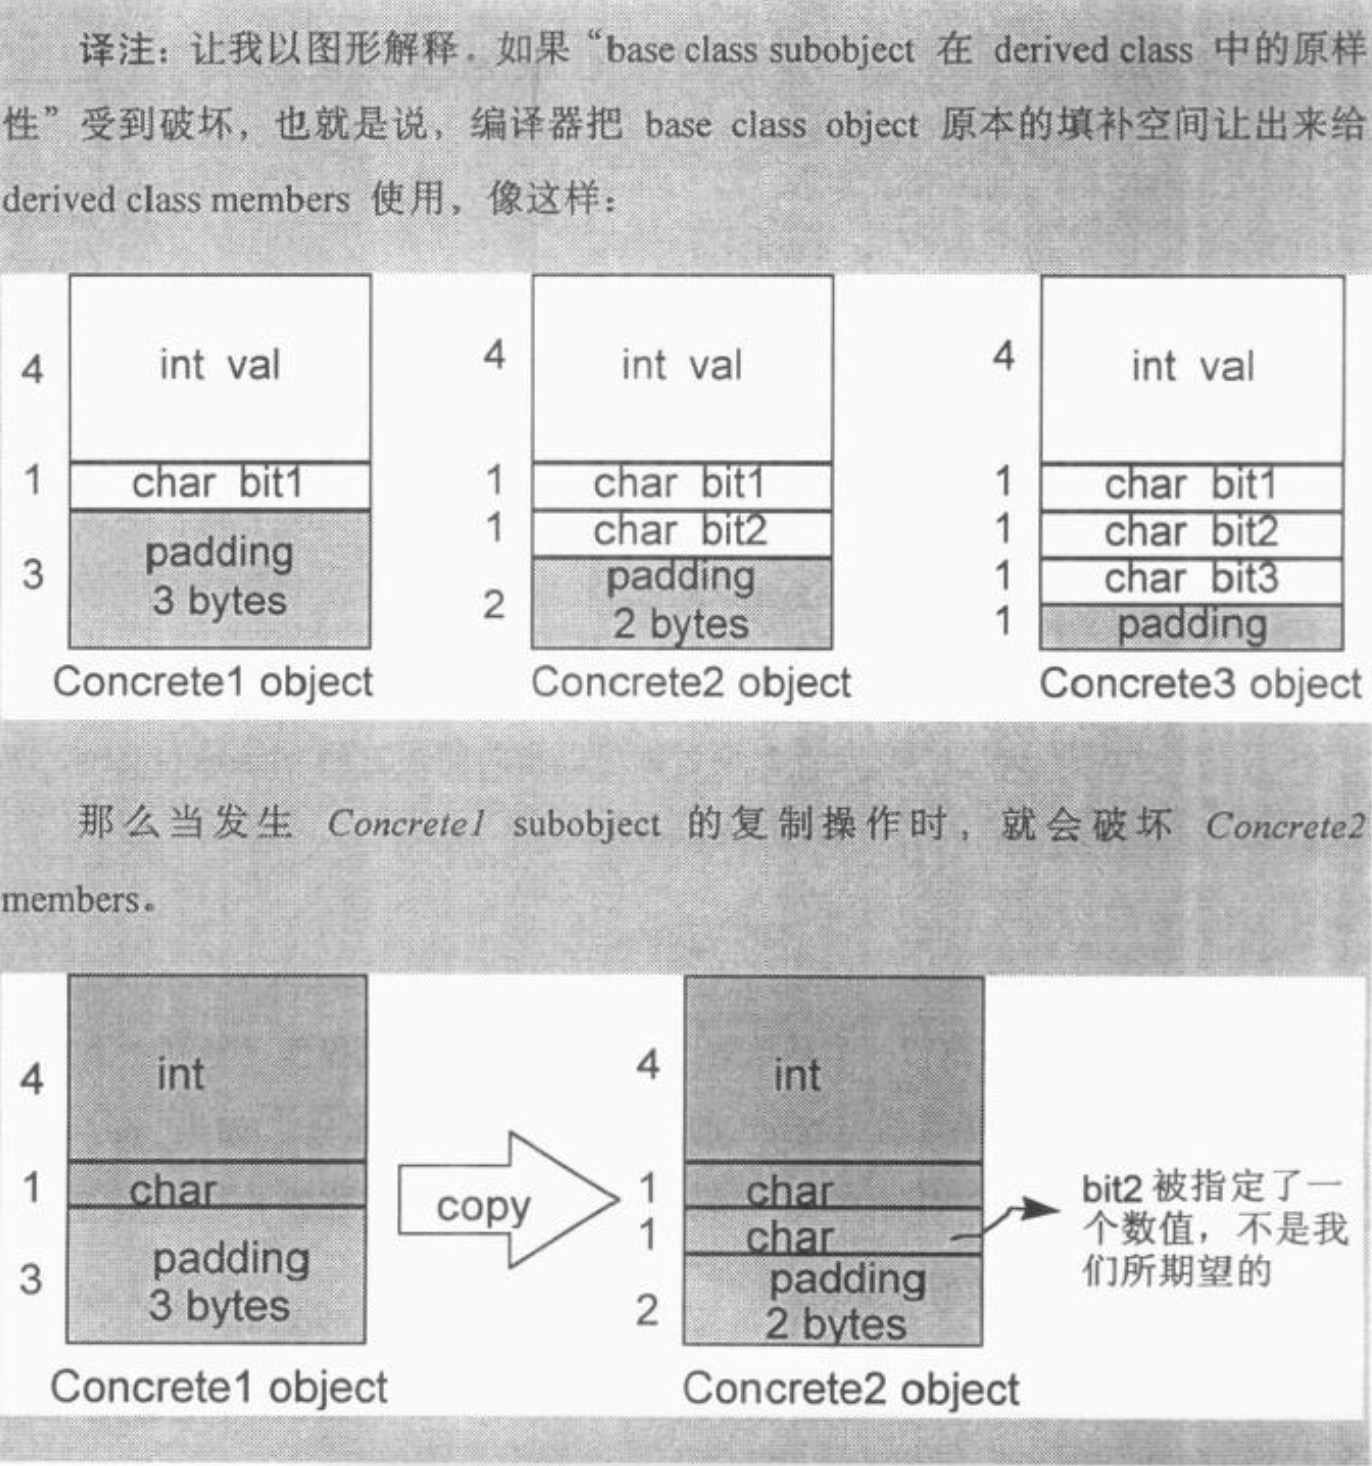 译注：让我以图形解释。如果“base class subobject 在 derived class 中的原样
性”受到破坏，也就是说，编译器把 base class object 原本的填补空间让出来给
derived class members 使用，像这样：
4 int val 4 int val 4 int val
1 char bit1 1 char bit1 1 char bit1
1 char bit2 1 char bit2
3 padding 3 bytes 2 padding 2 bytes 1 char bit3
1 padding
Concrete1 object Concrete2 object Concrete3 object
那么当发生 Concrete1 subobject 的复制操作时，就会破坏 Concrete2
members。
4 int 4 int
1 char copy 1 char
1 char
3 padding 3 bytes 2 padding 2 bytes
bit2 被指定了一
个数值，不是我
们所期望的
Concrete1 object Concrete2 object